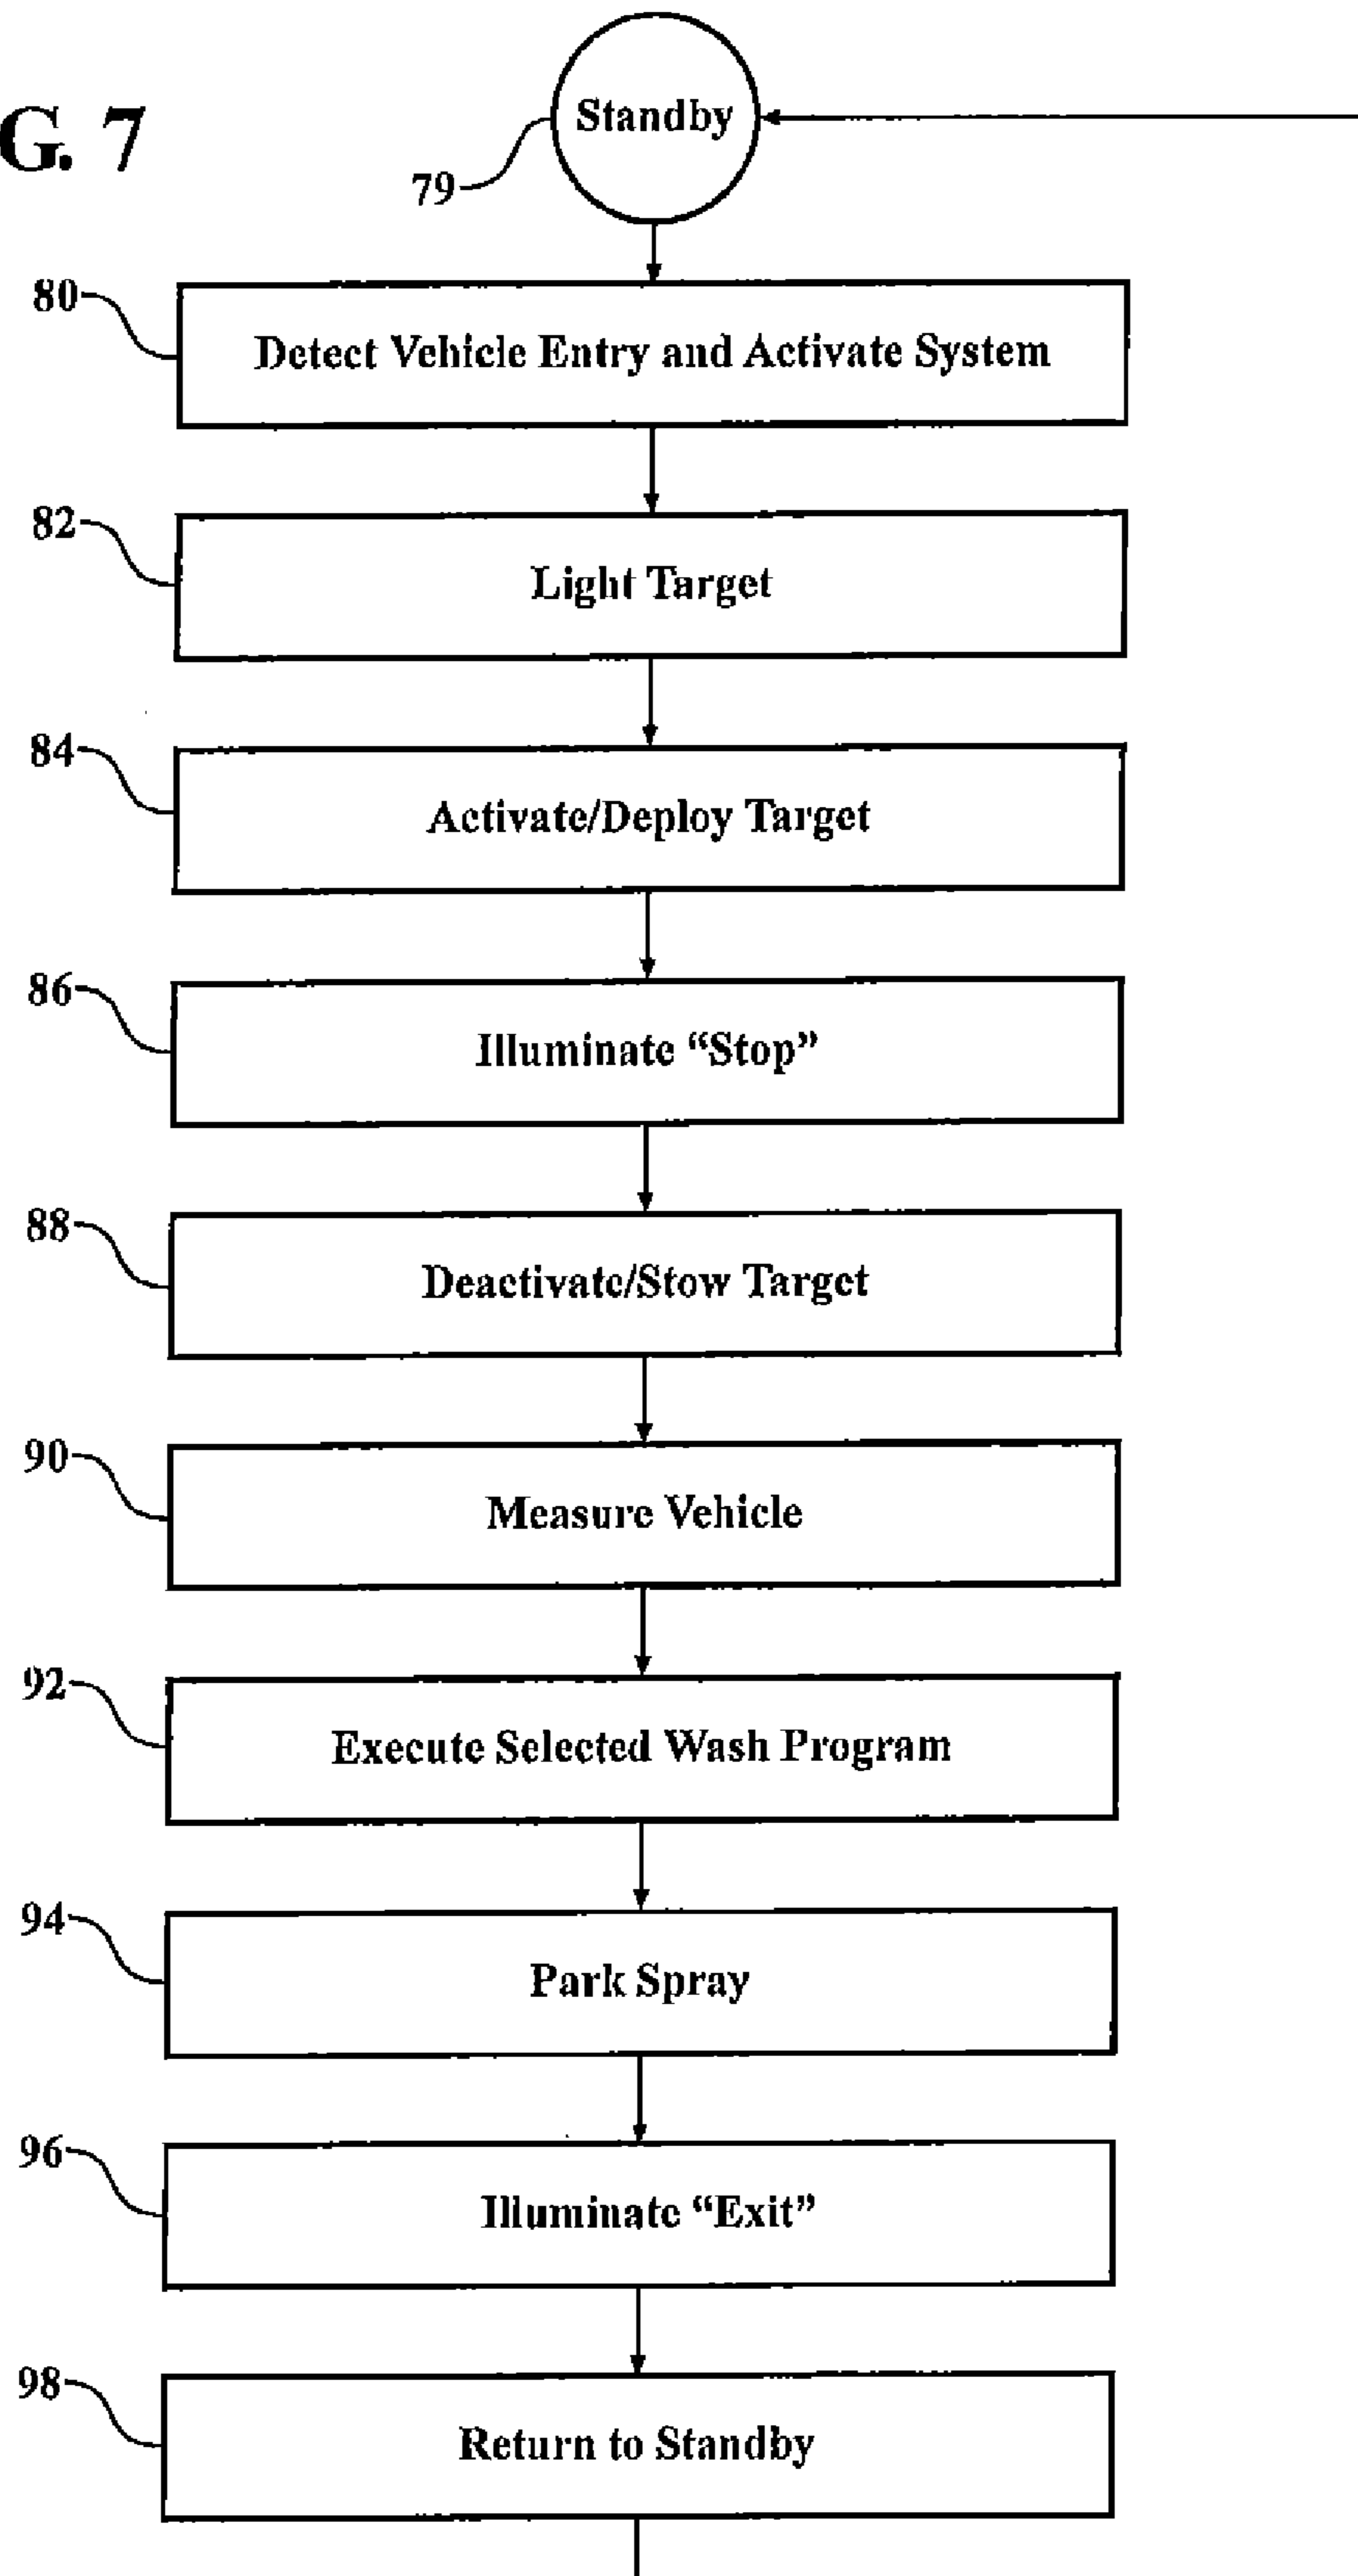 G. 7
Standby
79
80
Detect Vehicle Entry and Activate System
82
Light Target
84
Activate/Deploy Target
86
Illuminate “Stop”
88
Deactivate/Stow Target
90
Measure Vehicle
92
Execute Selected Wash Program
94
Park Spray
96
Illuminate “Exit”
98
Return to Standby